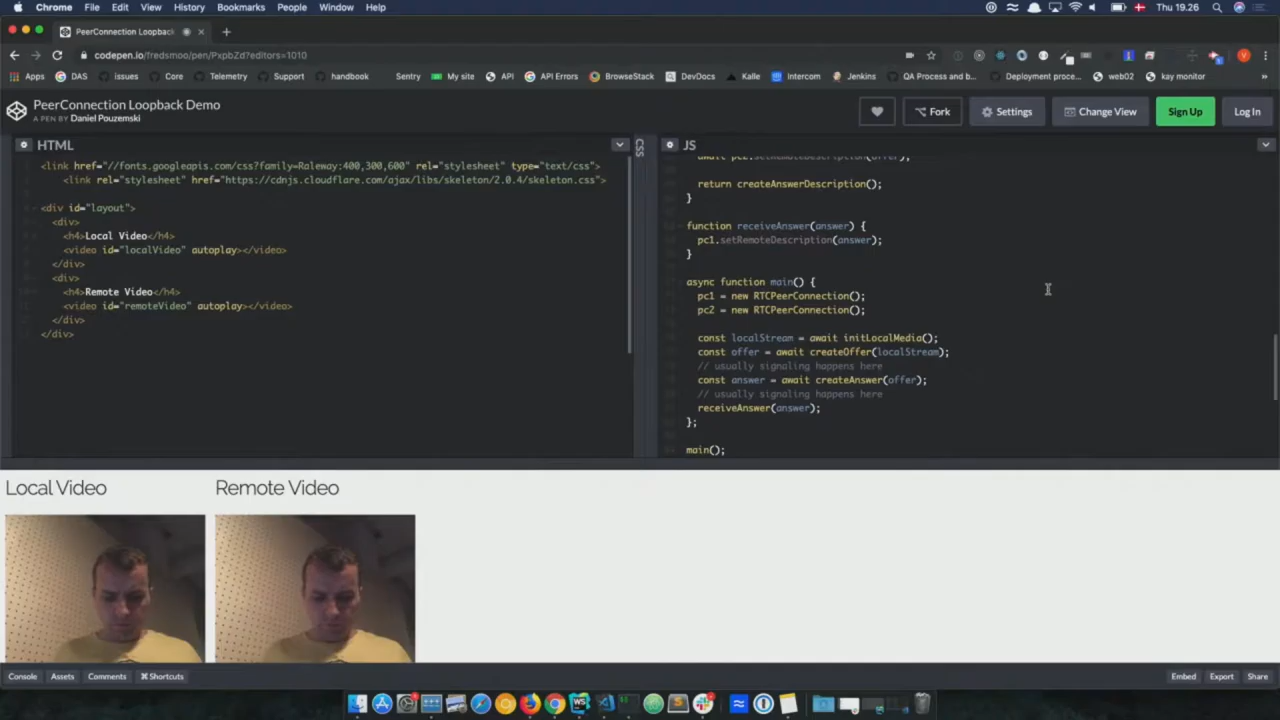 Chrome File Edit View History Bookmarks People Window Help Thu 19.26
PeerConnection Loopback
codepen.io/fredsmoo/pen/PxpbZd?editors=1010
Apps DAS issues Core Telemetry Support handbook Sentry My site API API Errors BrowseStack DevDocs Kalle Intercom Jenkins QA Process and b... Deployment proce... web02 kay monitor
PeerConnection Loopback Demo
A PEN BY Daniel Pouzemski
Fork Settings Change View Sign Up Log In
HTML
<link href="//fonts.googleapis.com/css?family=Raleway:400,300,600" rel="stylesheet" type="text/css">
<link rel="stylesheet" href="https://cdnjs.cloudflare.com/ajax/libs/skeleton/2.0.4/skeleton.css">
<div id="layout">
<div>
<h4>Local Video</h4>
<video id="localVideo" autoplay></video>
</div>
<div>
<h4>Remote Video</h4>
<video id="remoteVideo" autoplay></video>
</div>
</div>
CSS
JS
await pc2.setRemoteDescription(offer);
return createAnswerDescription();
}
function receiveAnswer(answer) {
pc1.setRemoteDescription(answer);
}
async function main() {
pc1 = new RTCPeerConnection();
pc2 = new RTCPeerConnection();
const localStream = await initLocalMedia();
const offer = await createOffer(localStream);
// usually signaling happens here
const answer = await createAnswer(offer);
// usually signaling happens here
receiveAnswer(answer);
};
main();
Local Video Remote Video
Console Assets Comments ⌘ Shortcuts Embed Export Share